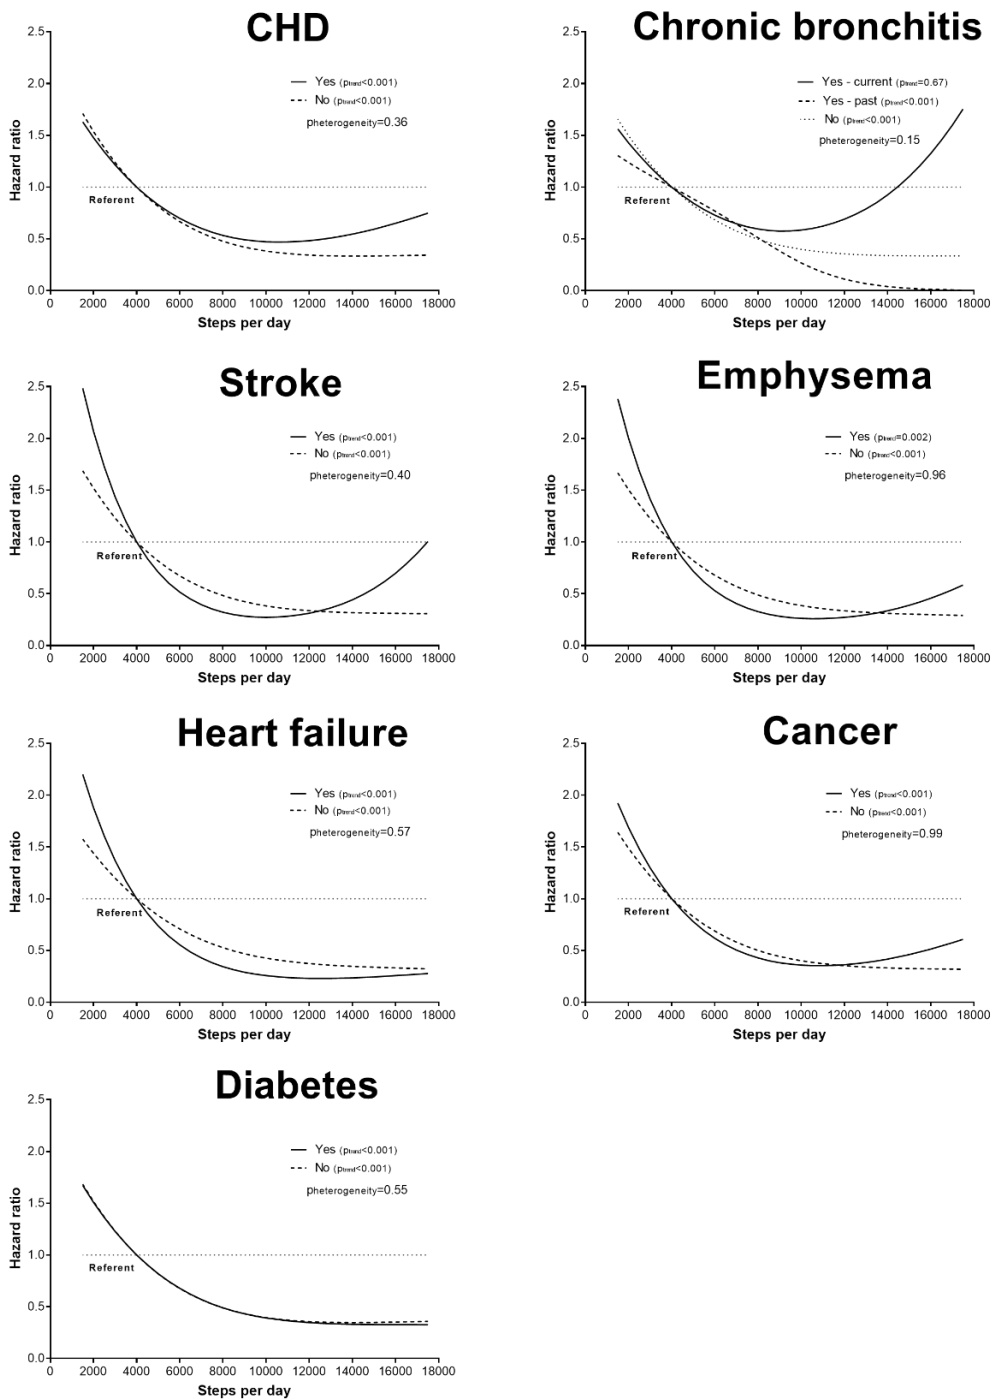 CHD
2.5
2.0
1.5
1.0
0.5
0.0
Hazard ratio
Yes (ptrend<0.001)
No (ptrend<0.001)
pheterogeneity=0.36
Referent
0 2000 4000 6000 8000 10000 12000 14000 16000 18000
Steps per day
Chronic bronchitis
2.5
2.0
1.5
1.0
0.5
0.0
Hazard ratio
Yes - current (ptrend=0.67)
Yes - past (ptrend<0.001)
No (ptrend<0.001)
pheterogeneity=0.15
Referent
0 2000 4000 6000 8000 10000 12000 14000 16000 18000
Steps per day
Stroke
2.5
2.0
1.5
1.0
0.5
0.0
Hazard ratio
Yes (ptrend<0.001)
No (ptrend<0.001)
pheterogeneity=0.40
Referent
0 2000 4000 6000 8000 10000 12000 14000 16000 18000
Steps per day
Emphysema
2.5
2.0
1.5
1.0
0.5
0.0
Hazard ratio
Yes (ptrend=0.002)
No (ptrend<0.001)
pheterogeneity=0.96
Referent
0 2000 4000 6000 8000 10000 12000 14000 16000 18000
Steps per day
Heart failure
2.5
2.0
1.5
1.0
0.5
0.0
Hazard ratio
Yes (ptrend<0.001)
No (ptrend<0.001)
pheterogeneity=0.57
Referent
0 2000 4000 6000 8000 10000 12000 14000 16000 18000
Steps per day
Cancer
2.5
2.0
1.5
1.0
0.5
0.0
Hazard ratio
Yes (ptrend<0.001)
No (ptrend<0.001)
pheterogeneity=0.99
Referent
0 2000 4000 6000 8000 10000 12000 14000 16000 18000
Steps per day
Diabetes
2.5
2.0
1.5
1.0
0.5
0.0
Hazard ratio
Yes (ptrend<0.001)
No (ptrend<0.001)
pheterogeneity=0.55
Referent
0 2000 4000 6000 8000 10000 12000 14000 16000 18000
Steps per day